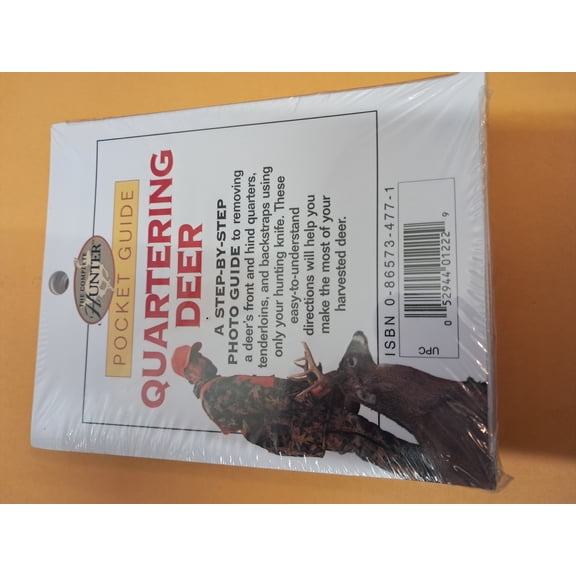 THE COMPLETE
HUNTER™
POCKET GUIDE
QUARTERING
DEER
A STEP-BY-STEP
PHOTO GUIDE to removing
a deer's front and hind quarters,
tenderloins, and backstraps using
only your hunting knife. These
easy-to-understand
directions will help you
make the most of your
harvested deer.
ISBN 0-86573-477-1
0 52944 01222 9
UPC